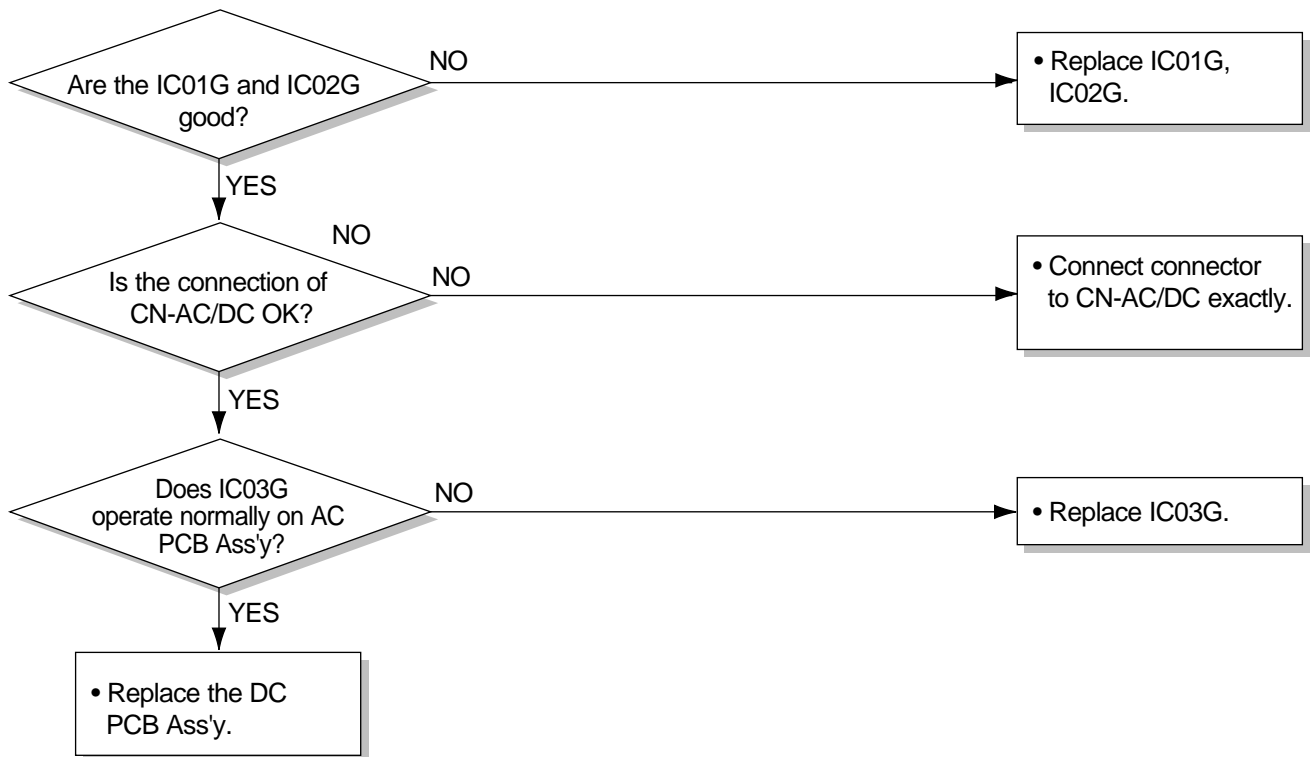 Are the IC01G and IC02G
good?
NO
• Replace IC01G,
IC02G.
YES
NO
Is the connection of
CN-AC/DC OK?
NO
• Connect connector
to CN-AC/DC exactly.
YES
Does IC03G
operate normally on AC
PCB Ass'y?
NO
• Replace IC03G.
YES
• Replace the DC
PCB Ass'y.